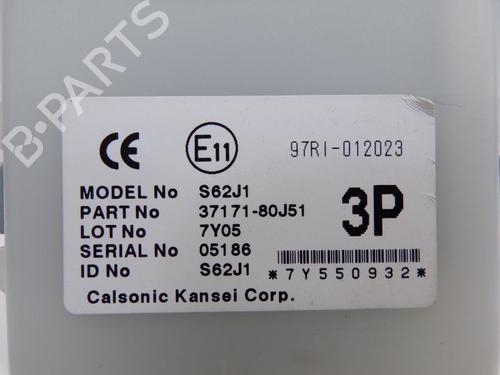 B-PARTS
CE E11 97RI-012023
MODEL No S62J1
PART No 37171-80J51
LOT No 7Y05
SERIAL No 05186
ID No S62J1
3P
*7Y550932*
Calsonic Kansei Corp.